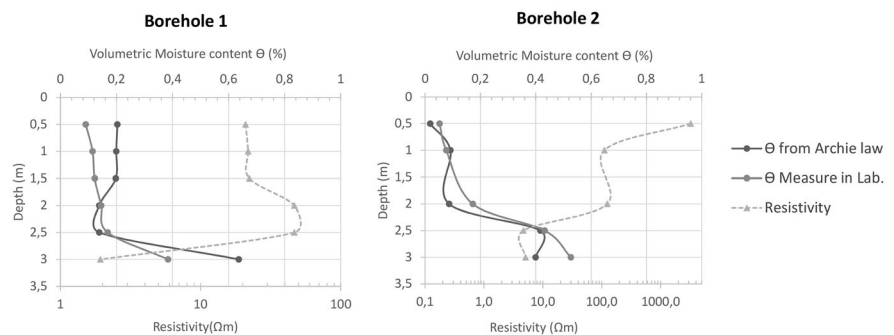 Borehole 1
Volumetric Moisture content ϴ (%)
0 0,2 0,4 0,6 0,8 1
Depth (m)
0
0,5
1
1,5
2
2,5
3
3,5
1 10 100
Resistivity(Ωm)
Borehole 2
Volumetric Moisture content ϴ (%)
0 0,2 0,4 0,6 0,8 1
Depth (m)
0
0,5
1
1,5
2
2,5
3
3,5
0,1 1,0 10,0 100,0 1000,0
Resistivity (Ωm)
ϴ from Archie law
ϴ Measure in Lab.
Resistivity